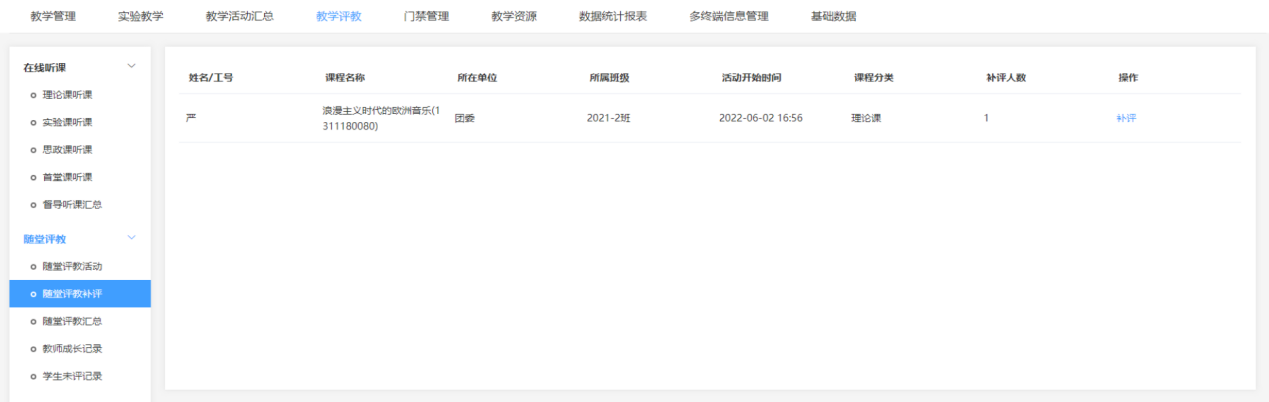 教学管理 实验教学 教学活动汇总 教学评教 门禁管理 教学资源 数据统计报表 多终端信息管理 基础数据
在线听课
理论课听课
实验课听课
思政课听课
首堂课听课
督导听课汇总
随堂评教
随堂评教活动
随堂评教补评
随堂评教汇总
教师成长记录
学生未评记录
姓名/工号 课程名称 所在单位 所属班级 活动开始时间 课程分类 补评人数 操作
严 浪漫主义时代的欧洲音乐(1 团委 2021-2班 2022-06-02 16:56 理论课 1 补评
311180080)